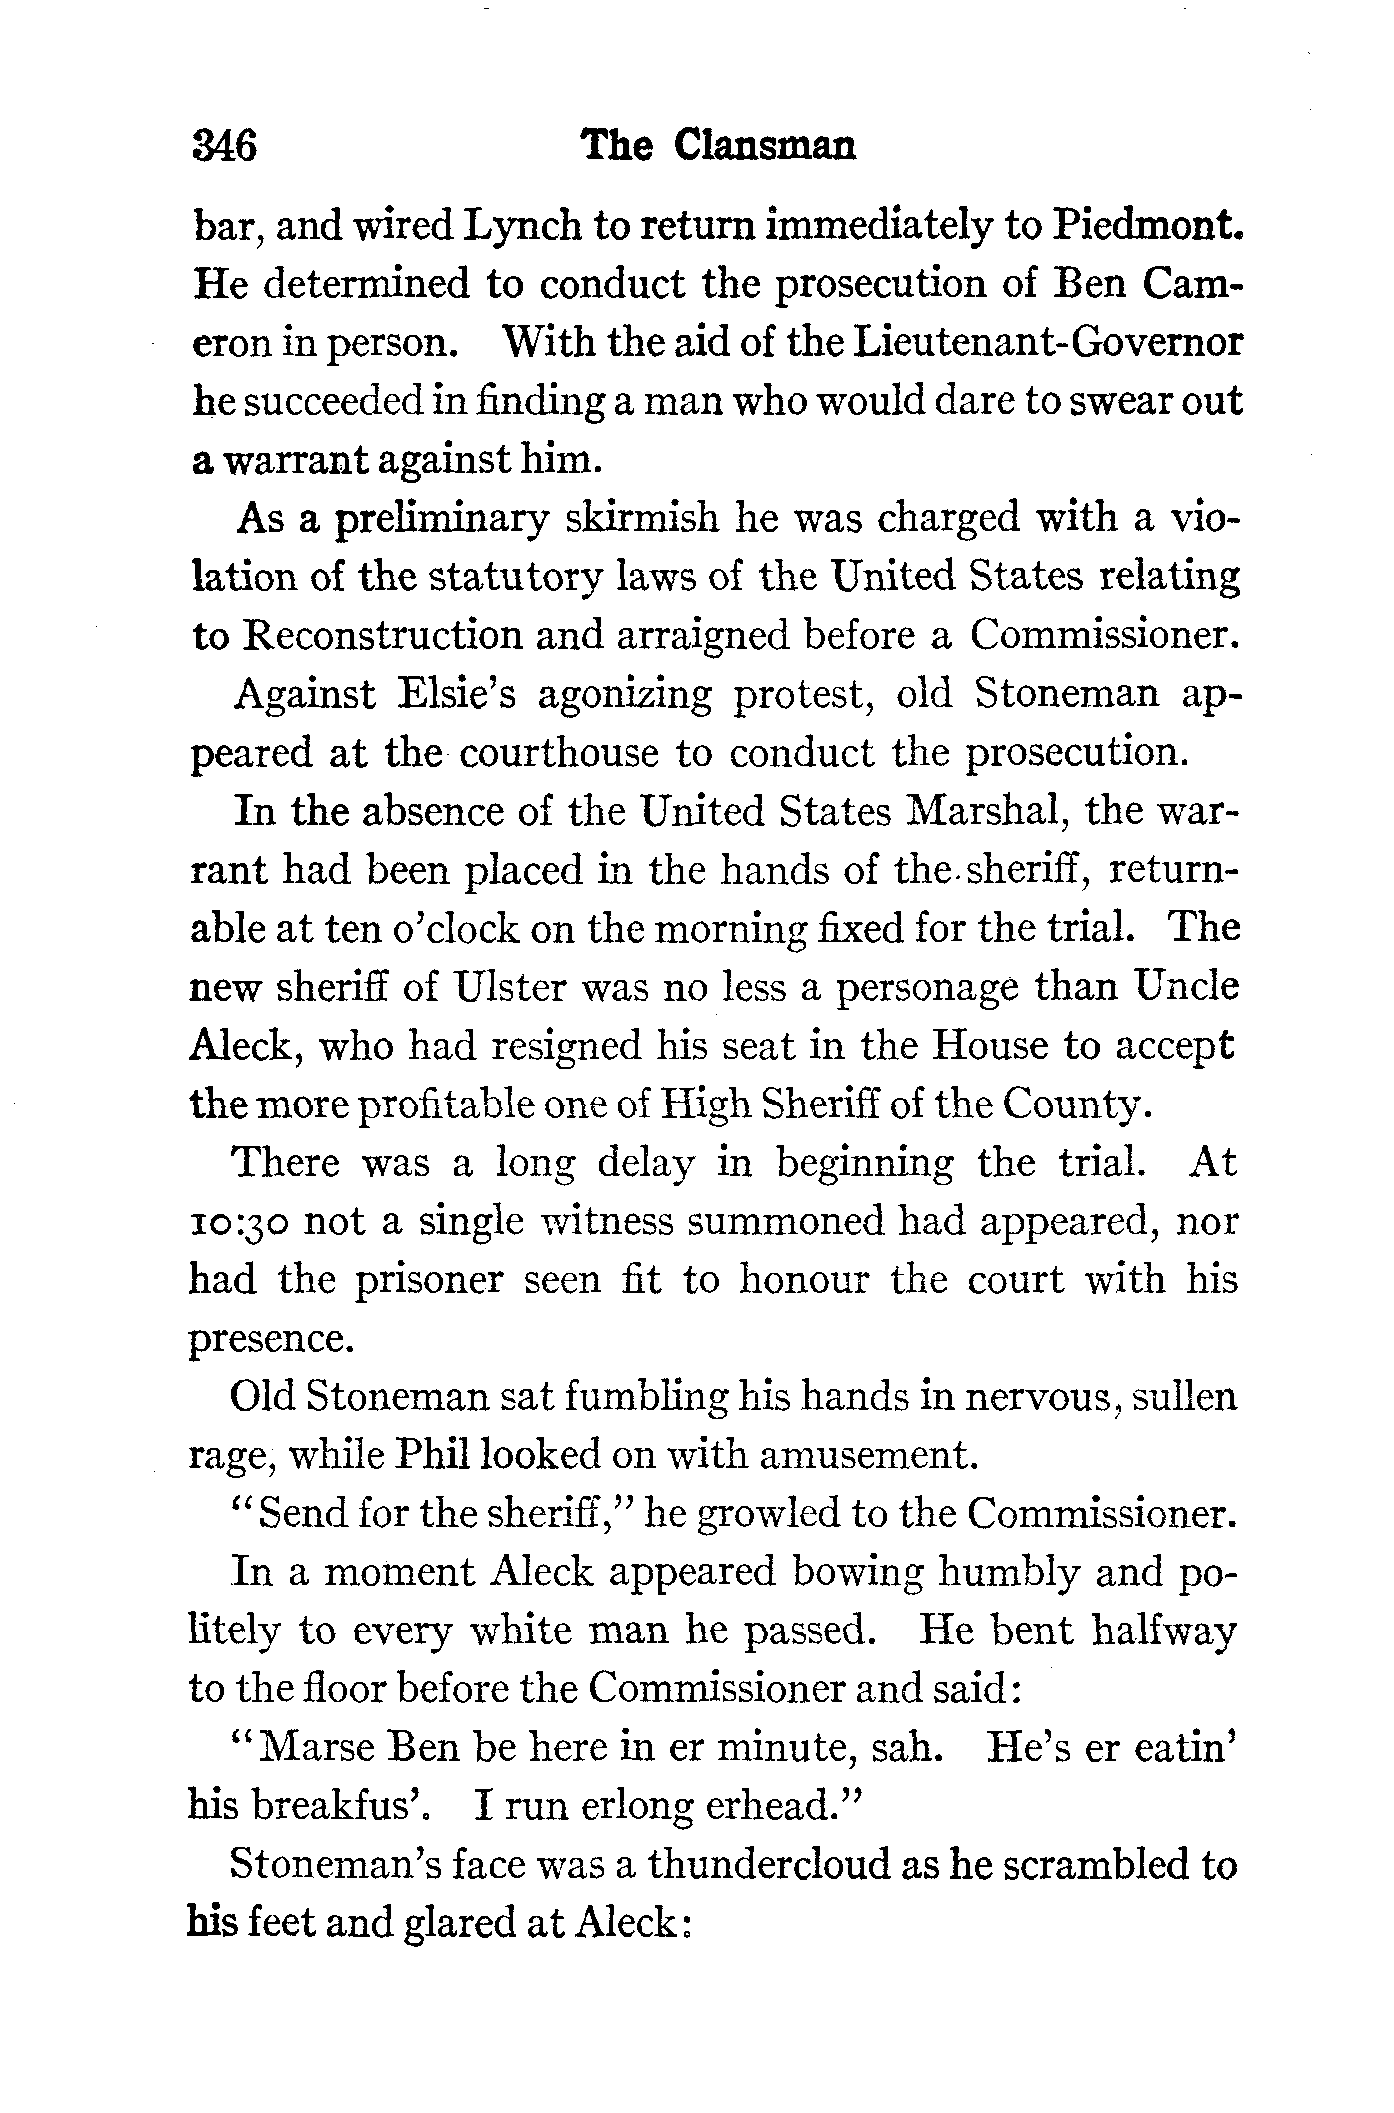 346 The Clansman
bar, and wired Lynch to return immediately to Piedmont.
He determined to conduct the prosecution of Ben Cam-
eron in person. With the aid of the Lieutenant-Governor
he succeeded in finding a man who would dare to swear out
a warrant against him.
As a preliminary skirmish he was charged with a vio-
lation of the statutory laws of the United States relating
to Reconstruction and arraigned before a Commissioner.
Against Elsie's agonizing protest, old Stoneman ap-
peared at the courthouse to conduct the prosecution.
In the absence of the United States Marshal, the war-
rant had been placed in the hands of the sheriff, return-
able at ten o'clock on the morning fixed for the trial. The
new sheriff of Ulster was no less a personage than Uncle
Aleck, who had resigned his seat in the House to accept
the more profitable one of High Sheriff of the County.
There was a long delay in beginning the trial. At
10:30 not a single witness summoned had appeared, nor
had the prisoner seen fit to honour the court with his
presence.
Old Stoneman sat fumbling his hands in nervous, sullen
rage, while Phil looked on with amusement.
"Send for the sheriff," he growled to the Commissioner.
In a moment Aleck appeared bowing humbly and po-
litely to every white man he passed. He bent halfway
to the floor before the Commissioner and said:
"Marse Ben be here in er minute, sah. He's er eatin'
his breakfus'. I run erlong erhead."
Stoneman's face was a thundercloud as he scrambled to
his feet and glared at Aleck: